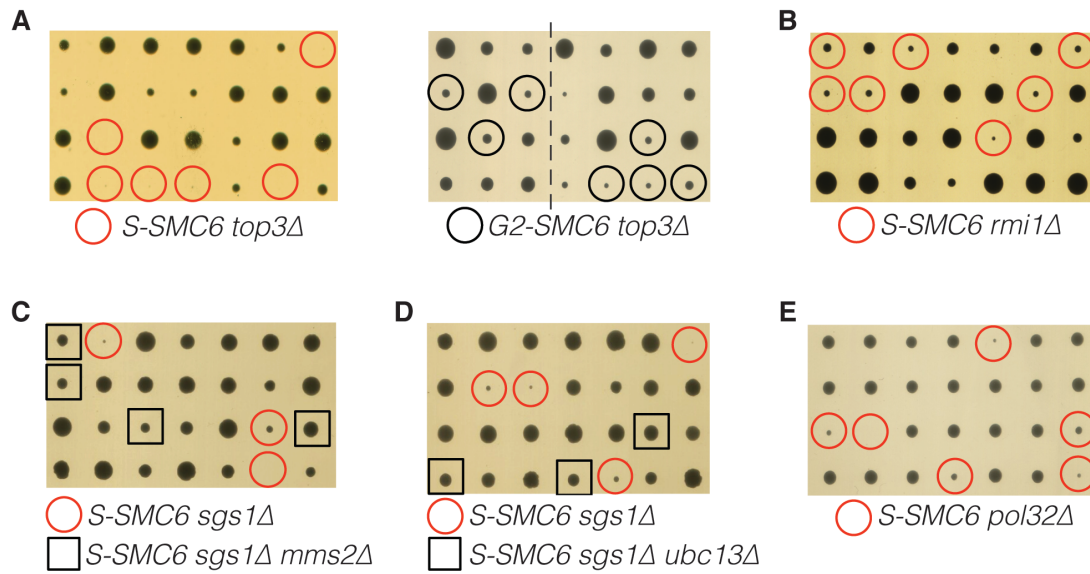 A
B
S-SMC6 top3Δ
G2-SMC6 top3Δ
S-SMC6 rmi1Δ
C
D
E
S-SMC6 sgs1Δ
S-SMC6 sgs1Δ mms2Δ
S-SMC6 sgs1Δ
S-SMC6 sgs1Δ ubc13Δ
S-SMC6 pol32Δ